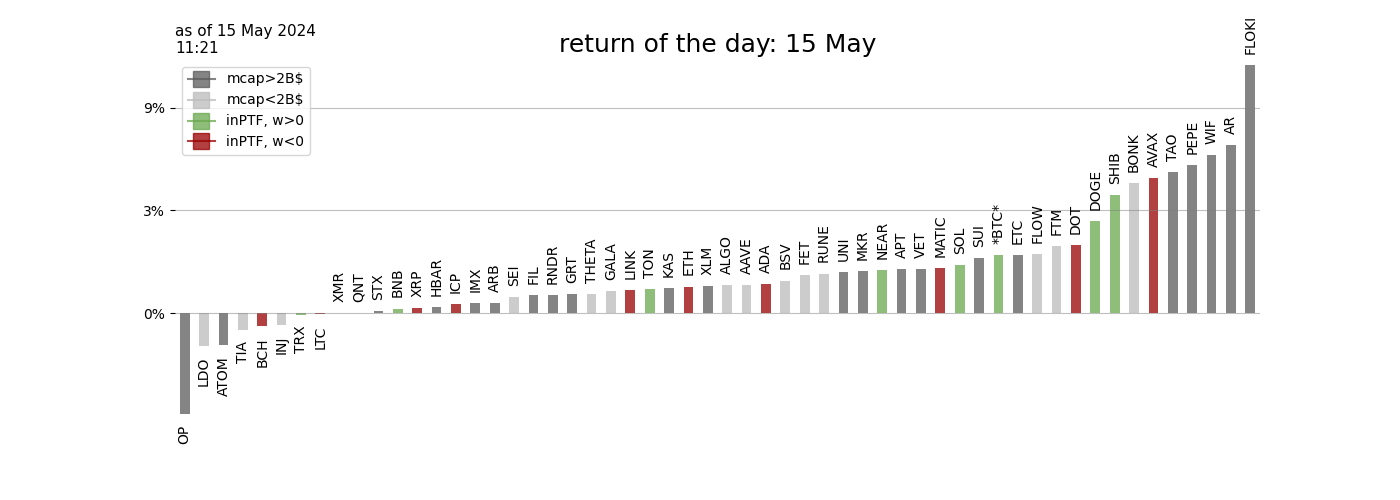 as of 15 May 2024
11:21
return of the day: 15 May
mcap>2B$
mcap<2B$
inPTF, w>0
inPTF, w<0
9%
3%
0%
OP
LDO
ATOM
TIA
BCH
INJ
TRX
LTC
XMR
QNT
STX
BNB
XRP
HBAR
ICP
IMX
ARB
SEI
FIL
RNDR
GRT
THETA
GALA
LINK
TON
KAS
ETH
XLM
ALGO
AAVE
ADA
BSV
FET
RUNE
UNI
MKR
NEAR
APT
VET
MATIC
SOL
SUI
*BTC*
ETC
FLOW
FTM
DOT
DOGE
SHIB
BONK
AVAX
TAO
PEPE
WIF
AR
FLOKI